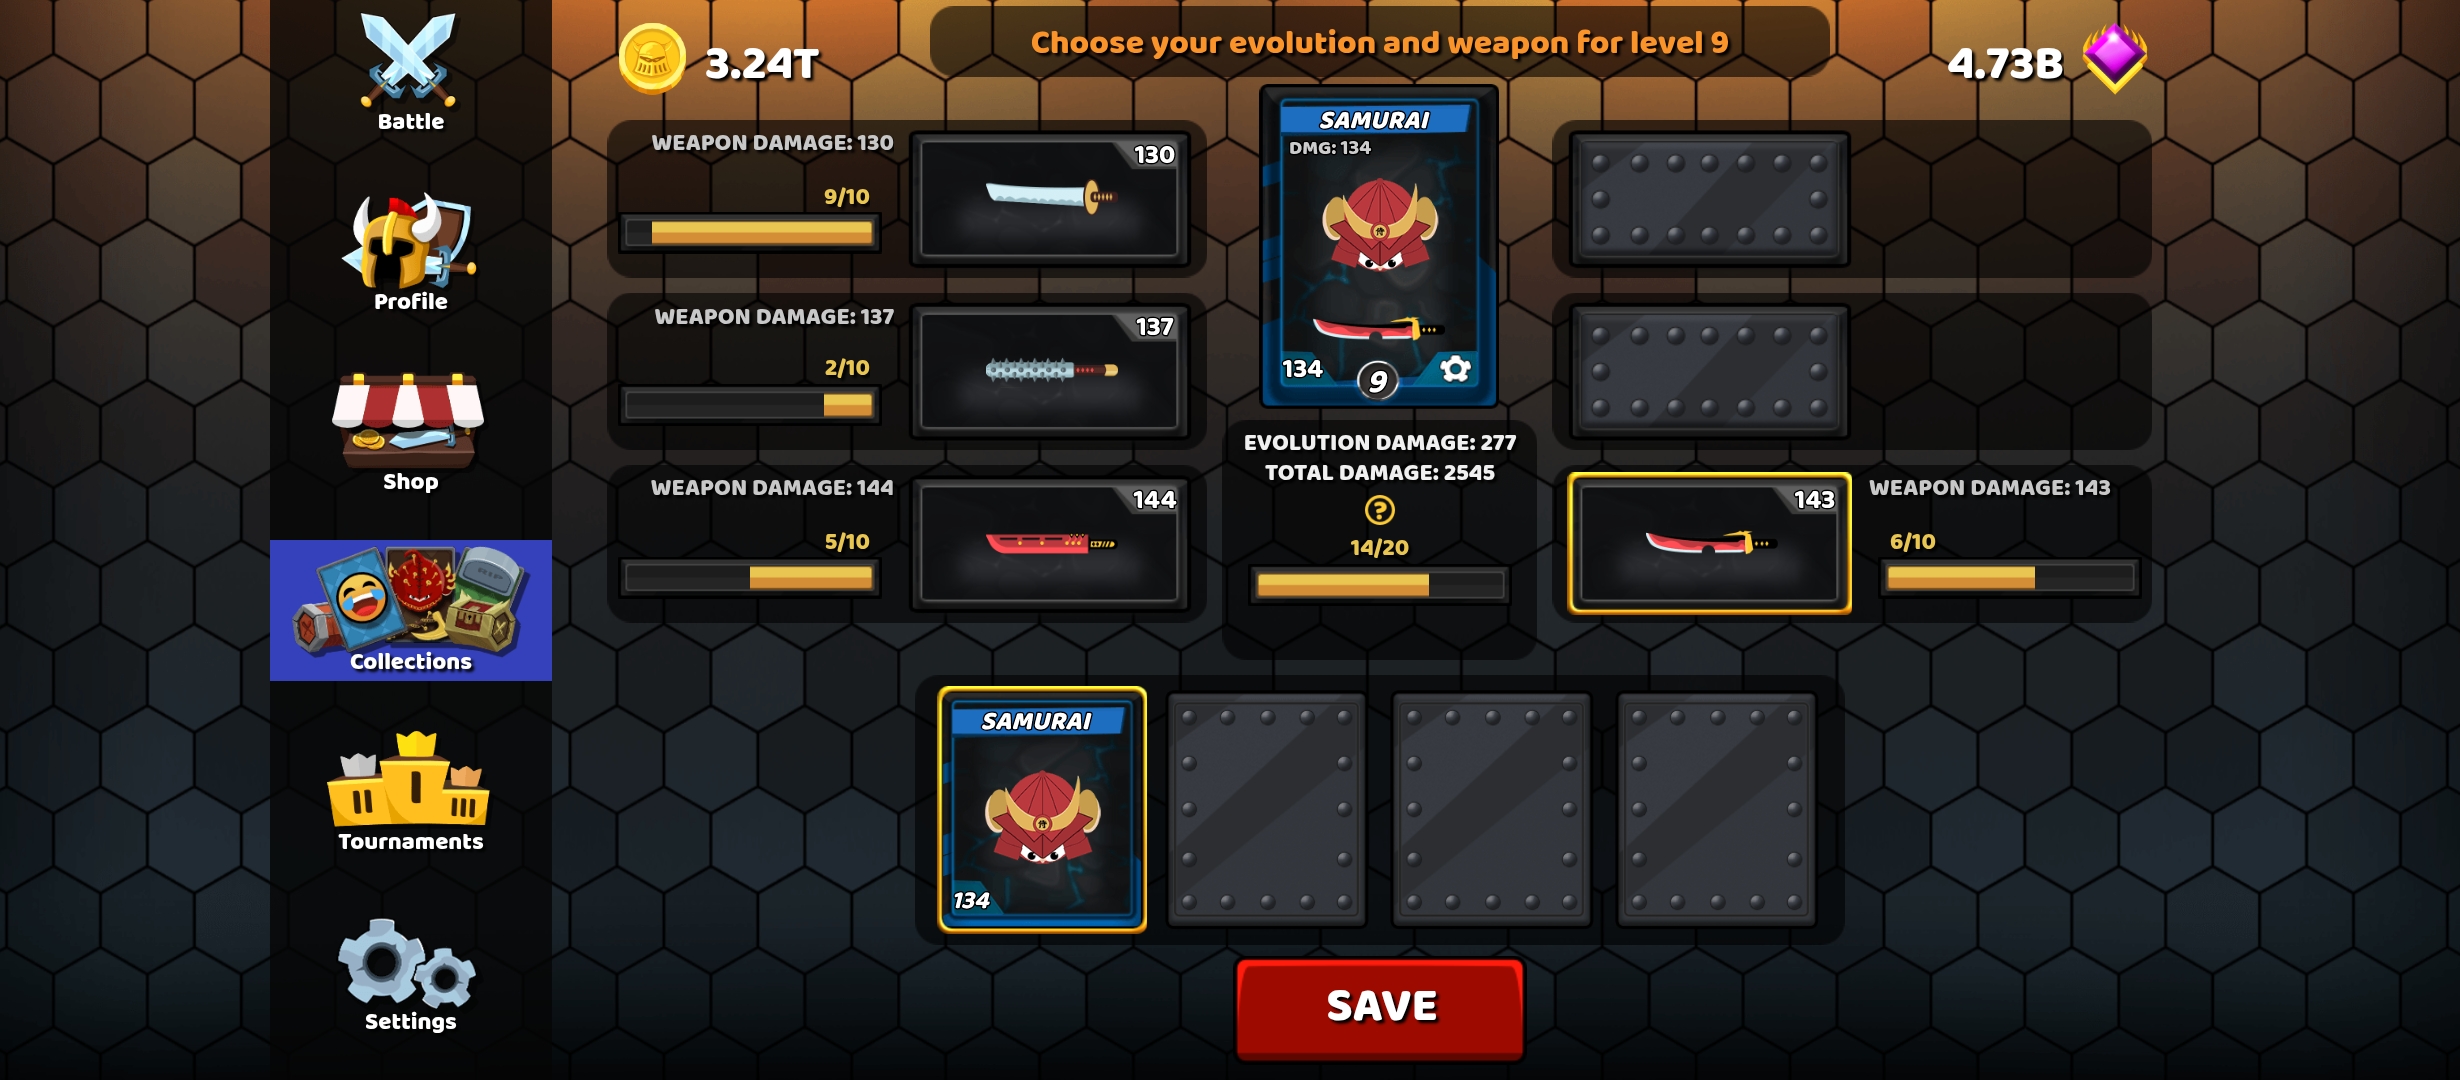 Battle
Profile
Shop
Collections
Tournaments
Settings
3.24T
Choose your evolution and weapon for level 9
4.73B
WEAPON DAMAGE: 130
9/10
130
WEAPON DAMAGE: 137
2/10
137
WEAPON DAMAGE: 144
5/10
144
SAMURAI
DMG: 134
侍
134
9
EVOLUTION DAMAGE: 277
TOTAL DAMAGE: 2545
?
14/20
143
WEAPON DAMAGE: 143
6/10
SAMURAI
侍
134
SAVE